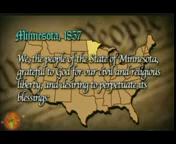 Minnesota, 1857
We, the people of the State of Minnesota,
grateful to God for our civil and religious
liberty, and desiring to perpetuate its
blessings